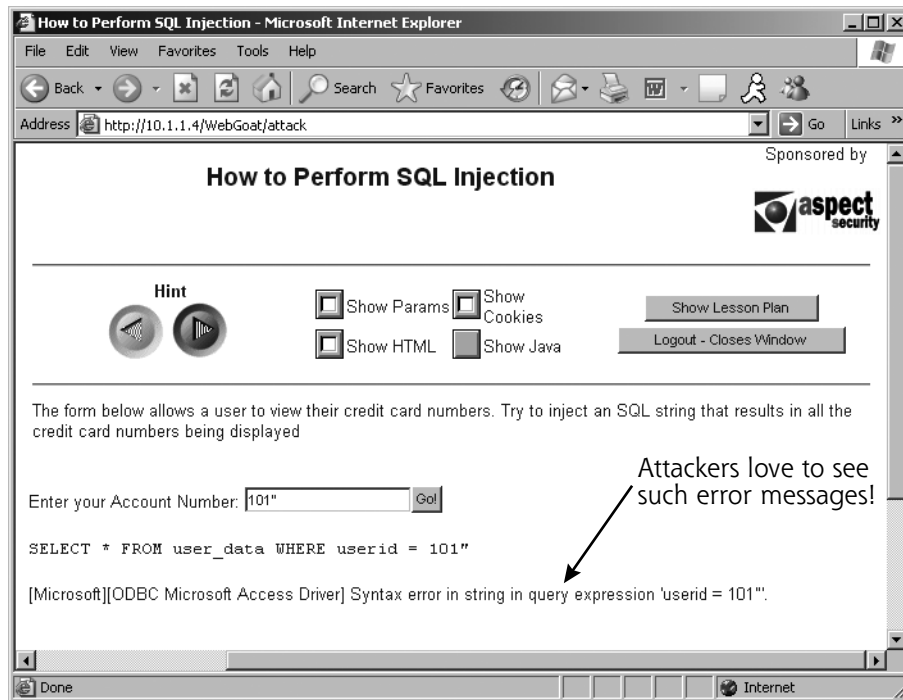 How to Perform SQL Injection - Microsoft Internet Explorer
File Edit View Favorites Tools Help
Back Search Favorites
Address http://10.1.1.4/WebGoat/attack Go Links »
Sponsored by
How to Perform SQL Injection
aspect
security
Hint
Show Params
Show
Cookies
Show Lesson Plan
Show HTML
Show Java
Logout - Closes Window
The form below allows a user to view their credit card numbers. Try to inject an SQL string that results in all the
credit card numbers being displayed
Attackers love to see
such error messages!
Enter your Account Number: 101" Go!
SELECT * FROM user_data WHERE userid = 101"
[Microsoft][ODBC Microsoft Access Driver] Syntax error in string in query expression 'userid = 101"'.
Done Internet